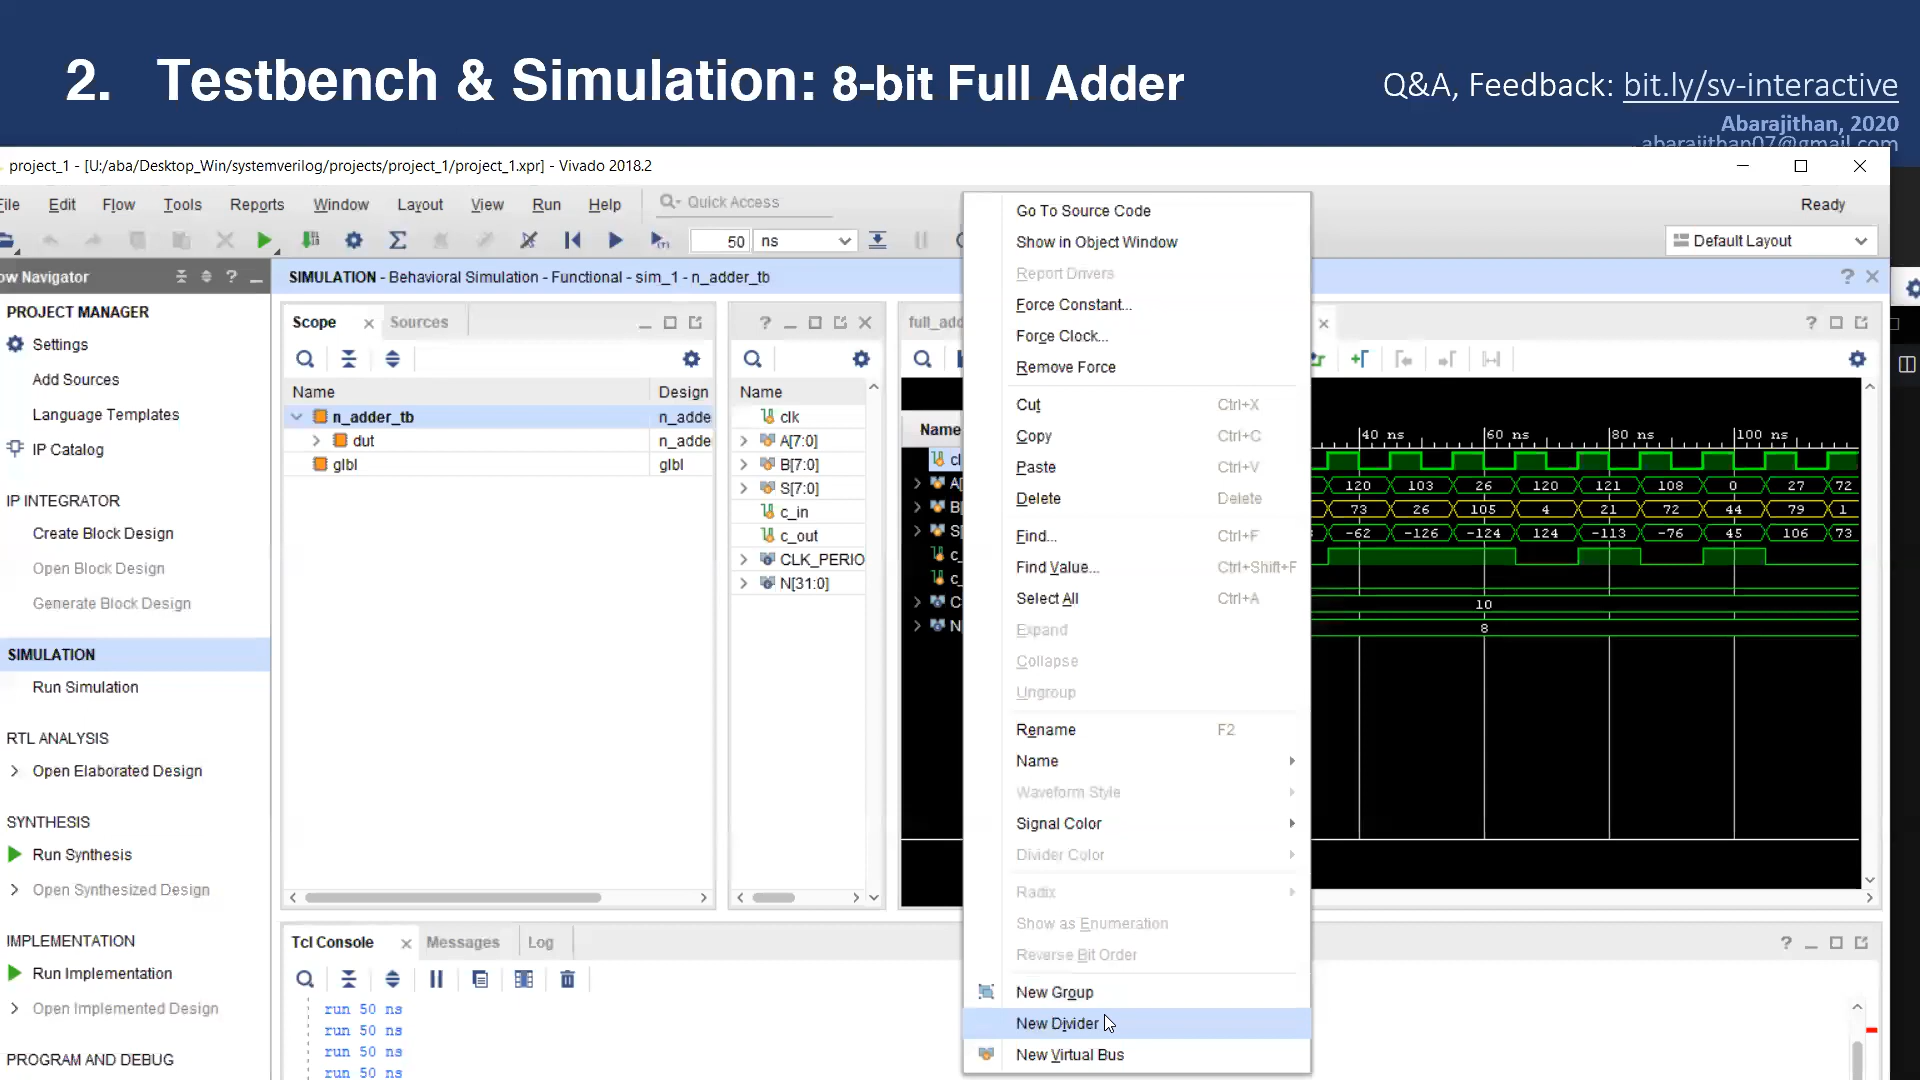 2. Testbench & Simulation: 8-bit Full Adder
Q&A, Feedback: bit.ly/sv-interactive
Abarajithan, 2020
abarajithan07@gmail.com
project_1 - [U:/aba/Desktop_Win/systemverilog/projects/project_1/project_1.xpr] - Vivado 2018.2
File Edit Flow Tools Reports Window Layout View Run Help Quick Access
Ready
50 ns
Default Layout
ow Navigator
SIMULATION - Behavioral Simulation - Functional - sim_1 - n_adder_tb
PROJECT MANAGER
Settings
Add Sources
Language Templates
IP Catalog
IP INTEGRATOR
Create Block Design
Open Block Design
Generate Block Design
SIMULATION
Run Simulation
RTL ANALYSIS
Open Elaborated Design
SYNTHESIS
Run Synthesis
Open Synthesized Design
IMPLEMENTATION
Run Implementation
Open Implemented Design
PROGRAM AND DEBUG
Scope Sources
Name Design
n_adder_tb n_adde
dut n_adde
glbl glbl
Name
clk
A[7:0]
B[7:0]
S[7:0]
c_in
c_out
CLK_PERIO
N[31:0]
full_add
Name
cl
A[
B[
S[
c_
c_
C
N
Go To Source Code
Show in Object Window
Report Drivers
Force Constant...
Force Clock...
Remove Force
Cut Ctrl+X
Copy Ctrl+C
Paste Ctrl+V
Delete Delete
Find... Ctrl+F
Find Value... Ctrl+Shift+F
Select All Ctrl+A
Expand
Collapse
Ungroup
Rename F2
Name
Waveform Style
Signal Color
Divider Color
Radix
Show as Enumeration
Reverse Bit Order
New Group
New Divider
New Virtual Bus
40 ns 60 ns 80 ns 100 ns
120 103 26 120 121 108 0 27 72
73 26 105 4 21 72 44 79 1
-62 -126 -124 124 -113 -76 45 106 73
10
8
Tcl Console Messages Log
run 50 ns
run 50 ns
run 50 ns
run 50 ns